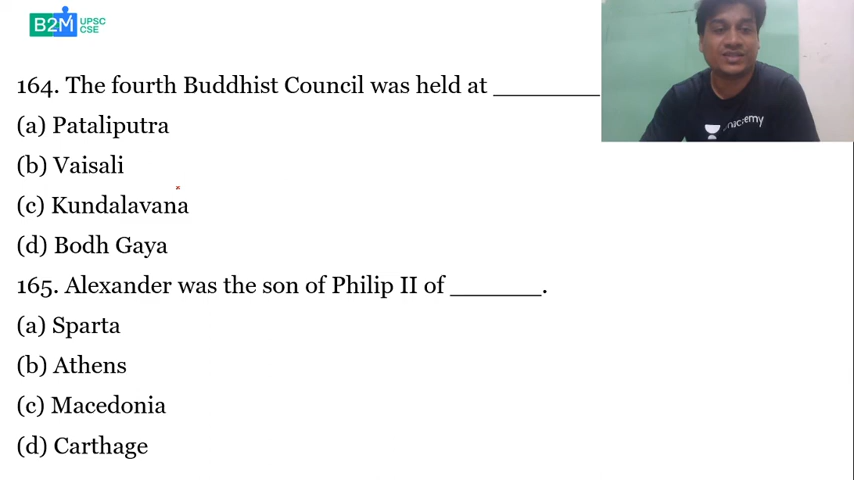 B2M UPSC
CSE
164. The fourth Buddhist Council was held at ________
(a) Pataliputra
(b) Vaisali
(c) Kundalavana
(d) Bodh Gaya
165. Alexander was the son of Philip II of _______.
(a) Sparta
(b) Athens
(c) Macedonia
(d) Carthage